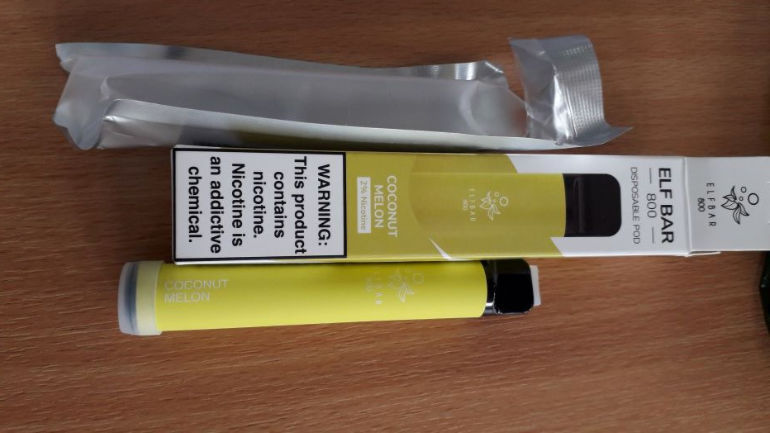 WARNING:
This product
contains
nicotine.
Nicotine is
an addictive
chemical.
COCONUT
MELON
2% Nicotine
ELFBAR
800
ELF BAR
800
DISPOSABLE POD
ELFBAR
800
COCONUT
MELON
ELFBAR